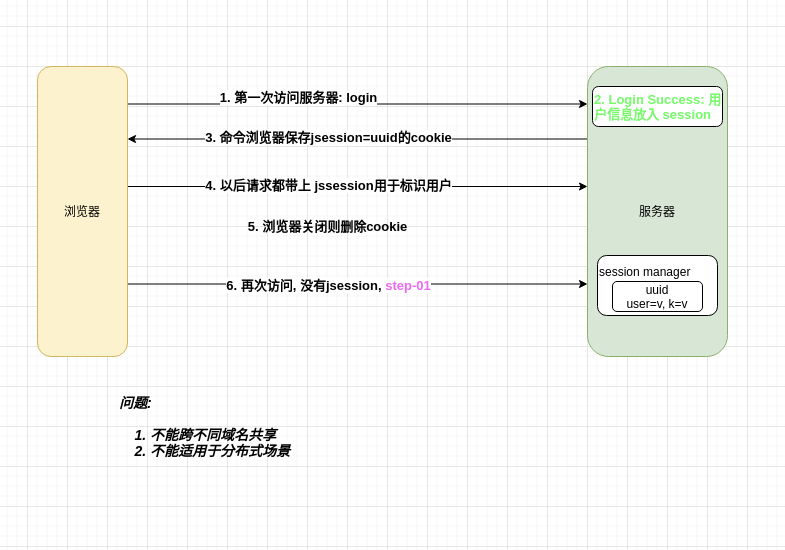 1. 第一次访问服务器: login
2. Login Success: 用
户信息放入 session
3. 命令浏览器保存jsession=uuid的cookie
4. 以后请求都带上 jssession用于标识用户
浏览器
服务器
5. 浏览器关闭则删除cookie
session manager
6. 再次访问, 没有jsession, step-01
uuid
user=v, k=v
问题:
1. 不能跨不同域名共享
2. 不能适用于分布式场景